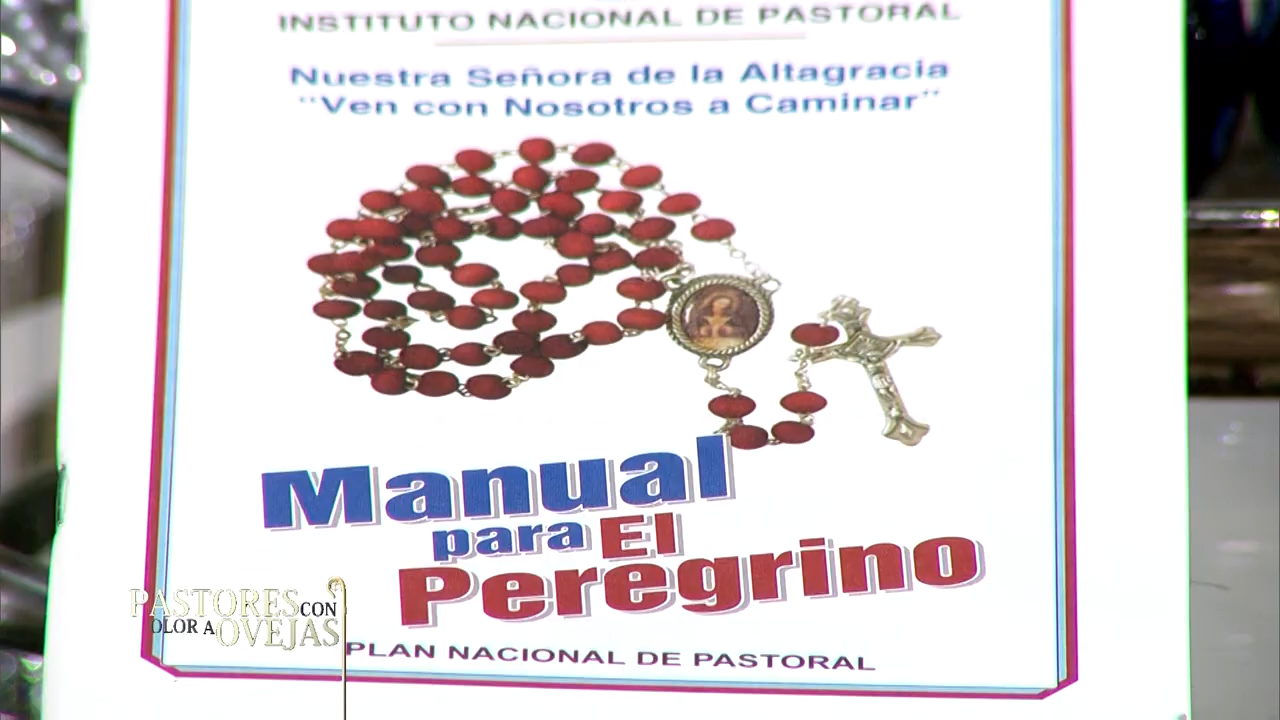 INSTITUTO NACIONAL DE PASTORAL
Nuestra Señora de la Altagracia
"Ven con Nosotros a Caminar"
Manual
para El
Peregrino
PLAN NACIONAL DE PASTORAL
PASTORES CON
OLOR A OVEJAS